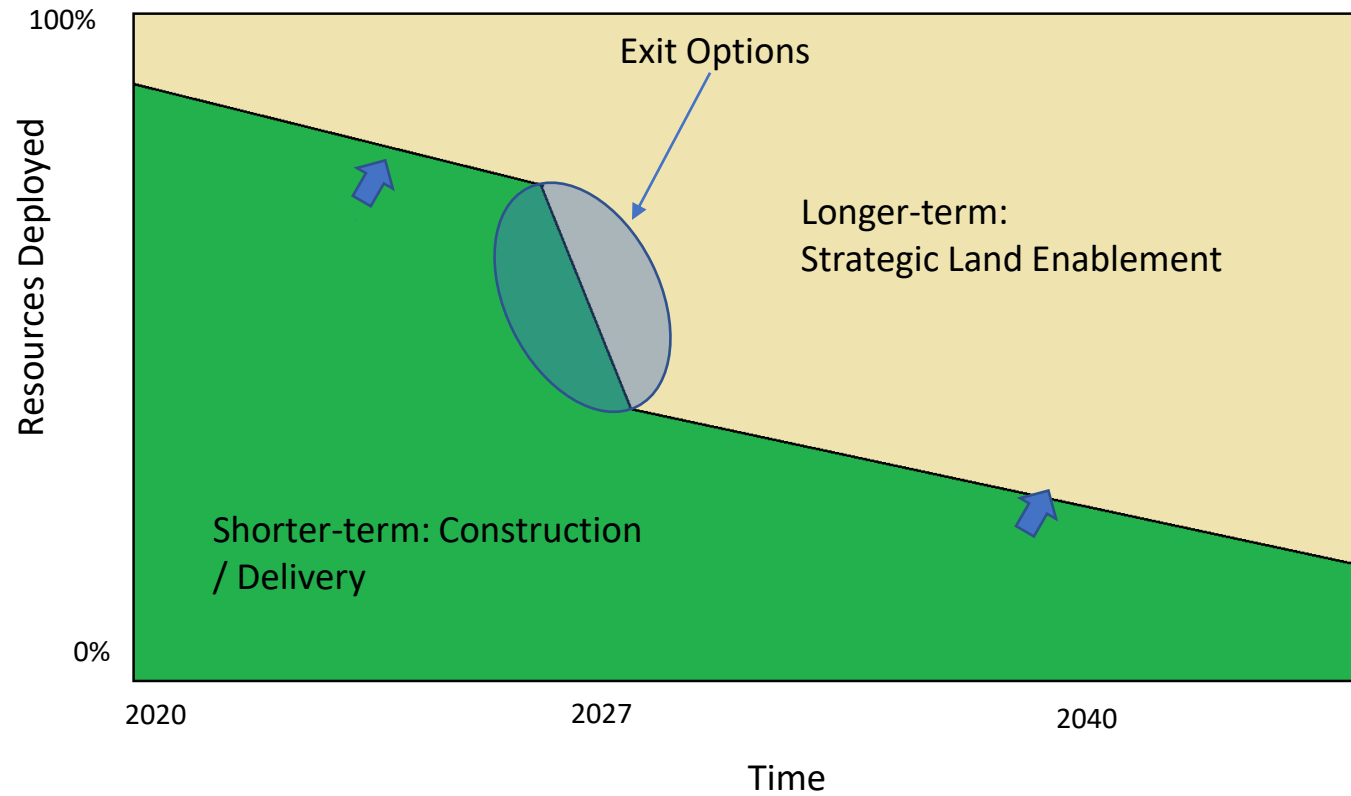 100%
Exit Options
Resources Deployed
Longer-term:
Strategic Land Enablement
Shorter-term: Construction
/ Delivery
0%
2020
2027
2040
Time